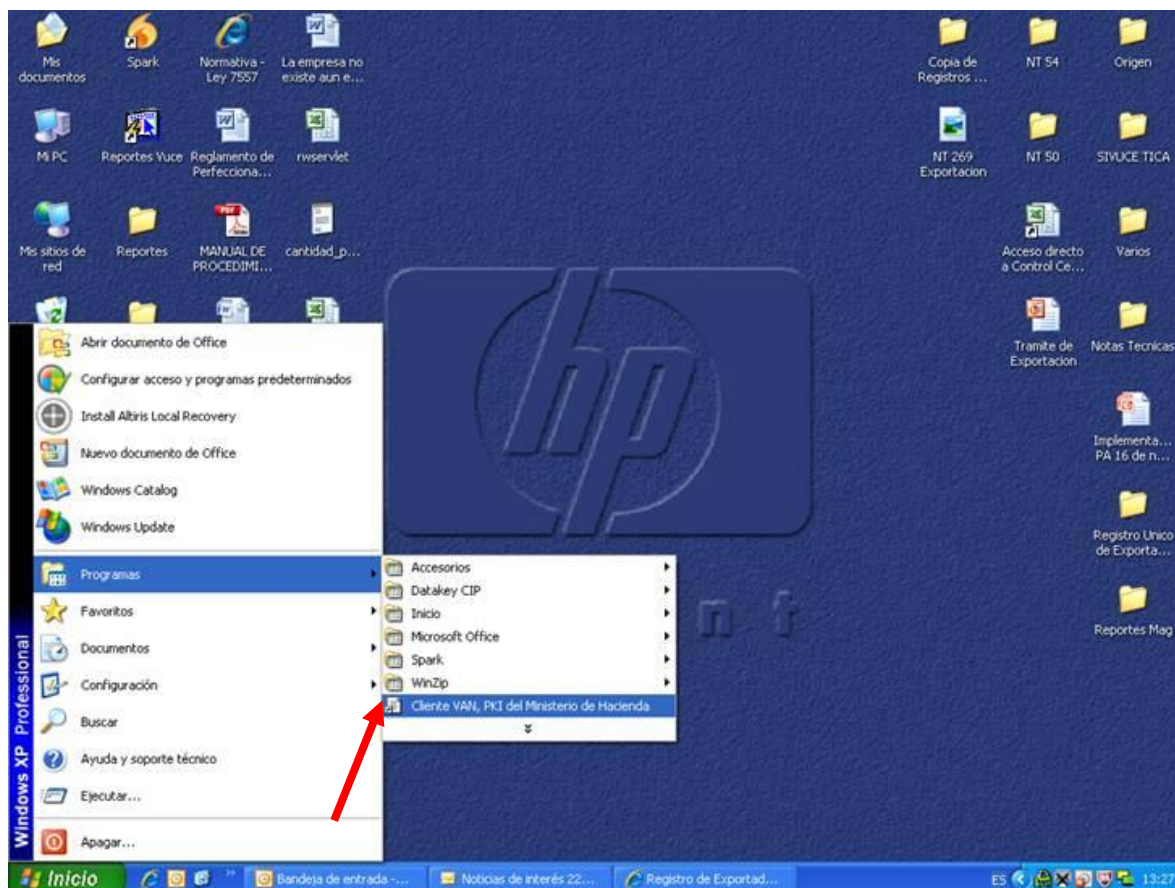 Mis
documentos
Spark
Normativa -
Ley 7557
La empresa no
existe aun e...
Copia de
Registros ...
NT 54
Origen
Mi PC
Reportes Vuce
Reglamento de
Perfecciona...
rwservlet
NT 269
Exportacion
NT 50
SIVUCE TICA
Mis sitios de
red
Reportes
MANUAL DE
PROCEDIMI...
cantidad_p...
Acceso directo
a Control Ce...
Varios
Tramite de
Exportacion
Notas Tecnicas
Implementa...
PA 16 de n...
Registro Unico
de Exporta...
Reportes Mag
hp
n t
Abrir documento de Office
Configurar acceso y programas predeterminados
Install Altiris Local Recovery
Nuevo documento de Office
Windows Catalog
Windows Update
Programas
Favoritos
Documentos
Configuración
Buscar
Ayuda y soporte técnico
Ejecutar...
Apagar...
Windows XP Professional
Accesorios
Datakey CIP
Inicio
Microsoft Office
Spark
WinZip
Cliente VAN, PKI del Ministerio de Hacienda
Inicio
Bandeja de entrada -...
Noticias de interés 22...
Registro de Exportad...
ES
13:27